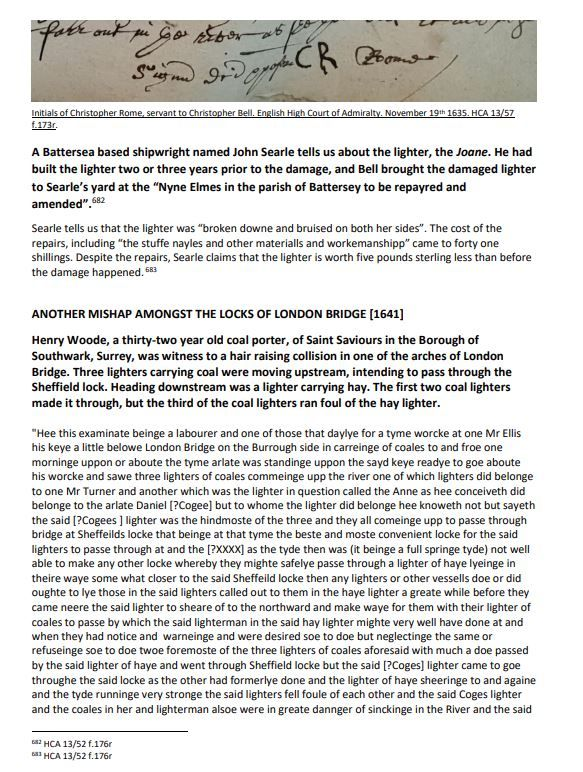 Initials of Christopher Rome, servant to Christopher Bell. English High Court of Admiralty. November 19th 1635. HCA 13/57
f.173r.
A Battersea based shipwright named John Searle tells us about the lighter, the Joane. He had
built the lighter two or three years prior to the damage, and Bell brought the damaged lighter
to Searle’s yard at the “Nyne Elmes in the parish of Battersey to be repayred and
amended”.682
Searle tells us that the lighter was “broken downe and bruised on both her sides”. The cost of the
repairs, including “the stuffe nayles and other materialls and workemanshipp” came to forty one
shillings. Despite the repairs, Searle claims that the lighter is worth five pounds sterling less than before
the damage happened.683
ANOTHER MISHAP AMONGST THE LOCKS OF LONDON BRIDGE [1641]
Henry Woode, a thirty-two year old coal porter, of Saint Saviours in the Borough of
Southwark, Surrey, was witness to a hair raising collision in one of the arches of London
Bridge. Three lighters carrying coal were moving upstream, intending to pass through the
Sheffield lock. Heading downstream was a lighter carrying hay. The first two coal lighters
made it through, but the third of the coal lighters ran foul of the hay lighter.
"Hee this examinate beinge a labourer and one of those that daylye for a tyme worcke at one Mr Ellis
his keye a little belowe London Bridge on the Burrough side in carreinge of coales to and froe one
morninge uppon or aboute the tyme arlate was standinge uppon the sayd keye readye to goe aboute
his worcke and sawe three lighters of coales commeinge upp the river one of which lighters did belonge
to one Mr Turner and another which was the lighter in question called the Anne as hee conceiveth did
belonge to the arlate Daniel [?Cogee] but to whome the lighter did belonge hee knoweth not but sayeth
the said [?Cogees ] lighter was the hindmoste of the three and they all comeinge upp to passe through
bridge at Sheffeilds locke that beinge at that tyme the beste and moste convenient locke for the said
lighters to passe through at and the [?XXXX] as the tyde then was (it beinge a full springe tyde) not well
able to make any other locke whereby they mighte safelye passe through a lighter of haye lyeinge in
theire waye some what closer to the said Sheffeild locke then any lighters or other vessells doe or did
oughte to lye those in the said lighters called out to them in the haye lighter a greate while before they
came neere the said lighter to sheare of to the northward and make waye for them with their lighter of
coales to passe by which the said lighterman in the said hay lighter mighte very well have done at and
when they had notice and warneinge and were desired soe to doe but neglectinge the same or
refuseinge soe to doe twoe foremoste of the three lighters of coales aforesaid with much a doe passed
by the said lighter of haye and went through Sheffield locke but the said [?Coges] lighter came to goe
throughe the said locke as the other had formerlye done and the lighter of haye sheeringe to and againe
and the tyde runninge very stronge the said lighters fell foule of each other and the said Coges lighter
and the coales in her and lighterman alsoe were in greate dannger of sinckinge in the River and the said
682 HCA 13/52 f.176r
683 HCA 13/52 f.176r